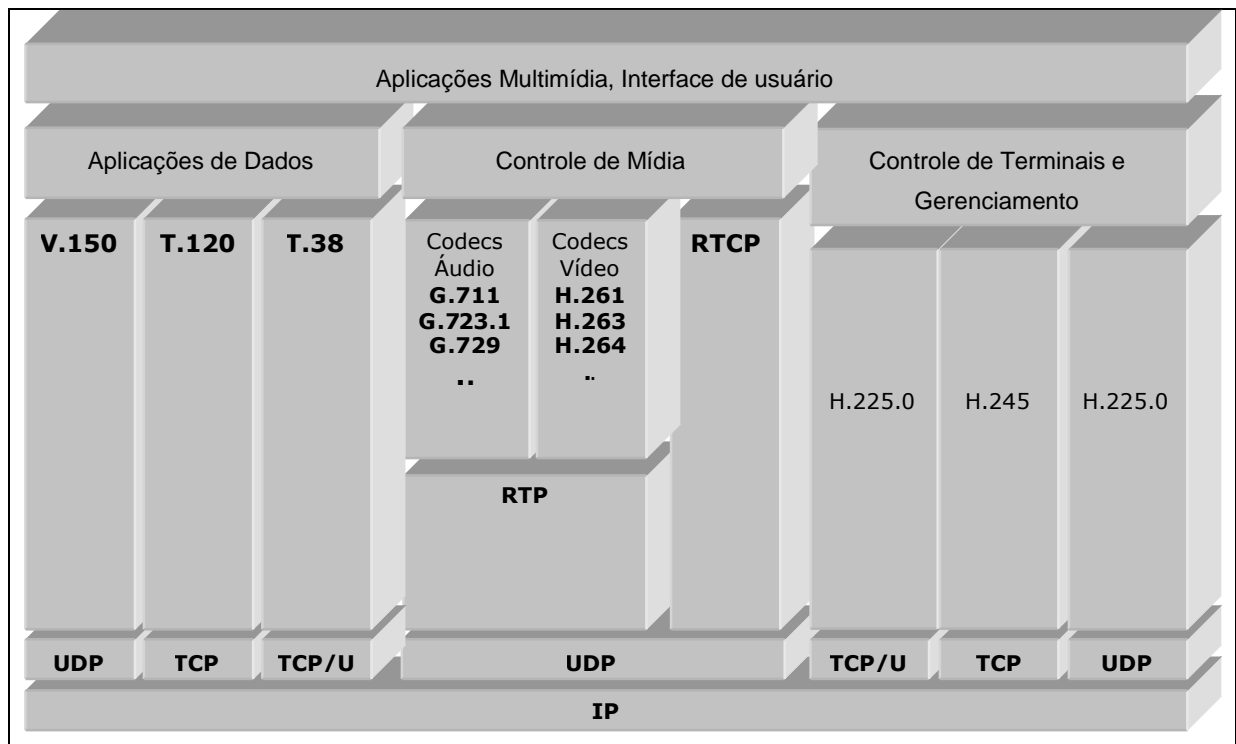 Aplicações Multimídia, Interface de usuário
Aplicações de Dados
Controle de Mídia
Controle de Terminais e
Gerenciamento
V.150
T.120
T.38
Codecs
Áudio
G.711
G.723.1
G.729
..
Codecs
Vídeo
H.261
H.263
H.264
..
RTCP
RTP
H.225.0
H.245
H.225.0
UDP
TCP
TCP/U
UDP
TCP/U
TCP
UDP
IP